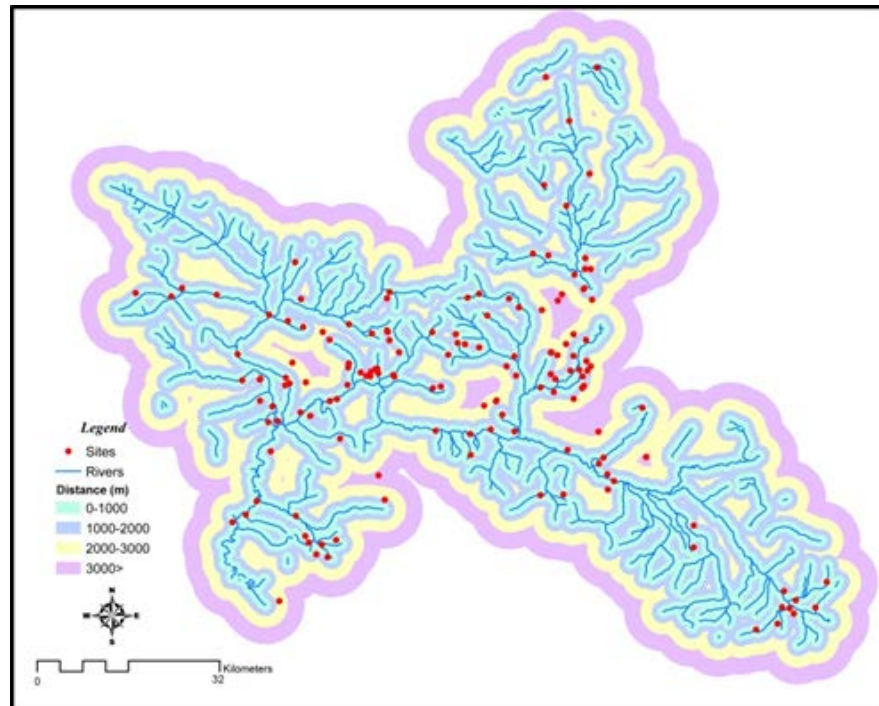 Legend
Sites
Rivers
Distance (m)
0-1000
1000-2000
2000-3000
3000>
N
W E
S
Kilometers
0 32